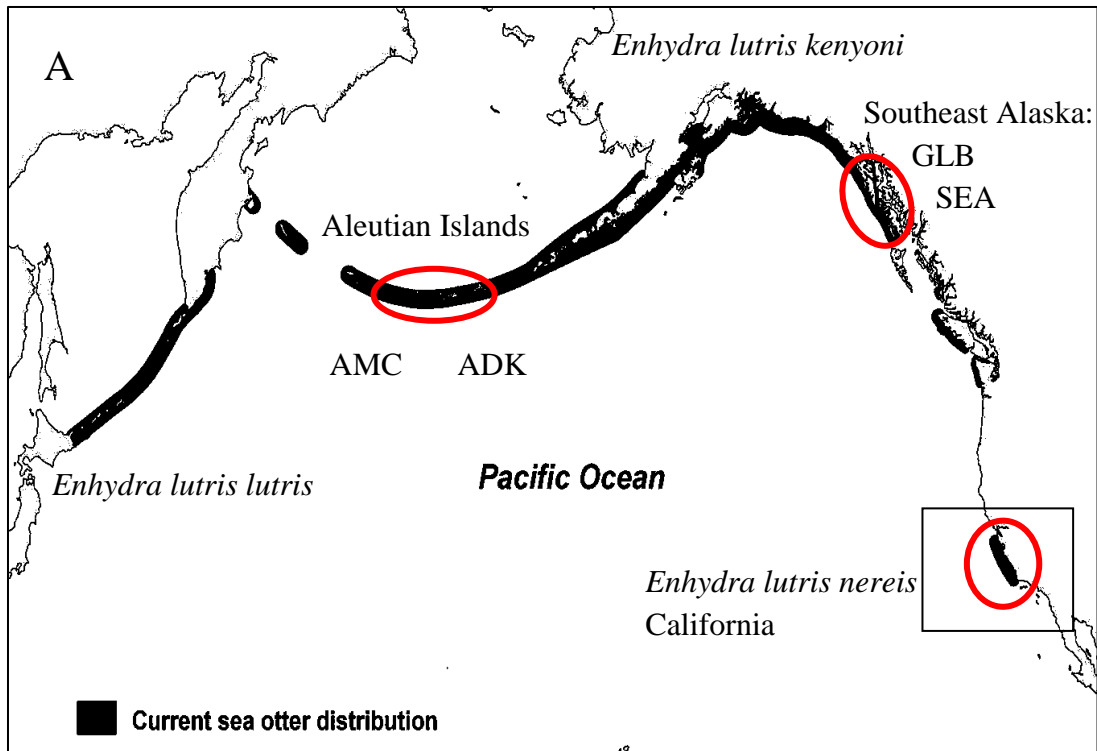 A
Enhydra lutris kenyoni
Southeast Alaska:
GLB
SEA
Aleutian Islands
AMC
ADK
Enhydra lutris lutris
Pacific Ocean
Enhydra lutris nereis
California
Current sea otter distribution